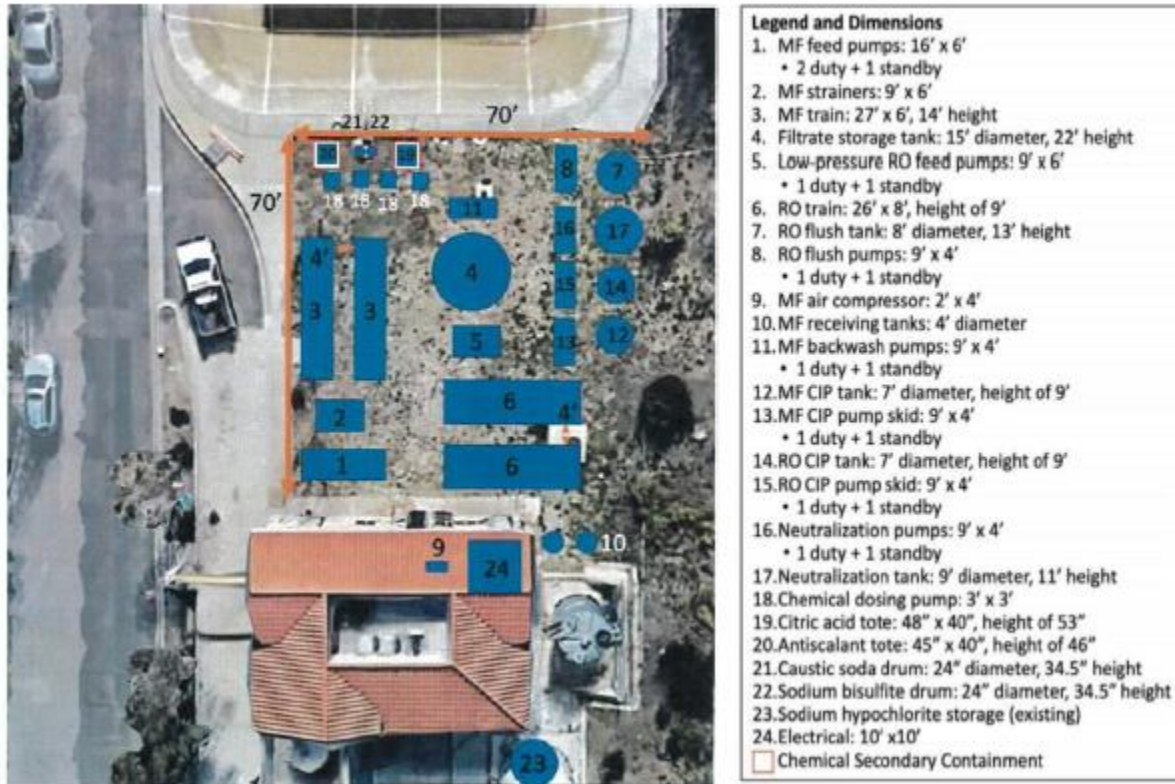 21, 22
70'
20
19
8
7
18
18
18
18
70'
11
16
17
4'
4
15
14
3
3
5
13
12
6
2
4'
1
6
9
24
10
23
Legend and Dimensions
1. MF feed pumps: 16' x 6'
• 2 duty + 1 standby
2. MF strainers: 9' x 6'
3. MF train: 27' x 6', 14' height
4. Filtrate storage tank: 15' diameter, 22' height
5. Low-pressure RO feed pumps: 9' x 6'
• 1 duty + 1 standby
6. RO train: 26' x 8', height of 9'
7. RO flush tank: 8' diameter, 13' height
8. RO flush pumps: 9' x 4'
• 1 duty + 1 standby
9. MF air compressor: 2' x 4'
10.MF receiving tanks: 4' diameter
11.MF backwash pumps: 9' x 4'
• 1 duty + 1 standby
12.MF CIP tank: 7' diameter, height of 9'
13.MF CIP pump skid: 9' x 4'
• 1 duty + 1 standby
14.RO CIP tank: 7' diameter, height of 9'
15.RO CIP pump skid: 9' x 4'
• 1 duty + 1 standby
16.Neutralization pumps: 9' x 4'
• 1 duty + 1 standby
17.Neutralization tank: 9' diameter, 11' height
18.Chemical dosing pump: 3' x 3'
19.Citric acid tote: 48" x 40", height of 53"
20.Antiscalant tote: 45" x 40", height of 46"
21.Caustic soda drum: 24" diameter, 34.5" height
22.Sodium bisulfite drum: 24" diameter, 34.5" height
23.Sodium hypochlorite storage (existing)
24.Electrical: 10' x10'
Chemical Secondary Containment